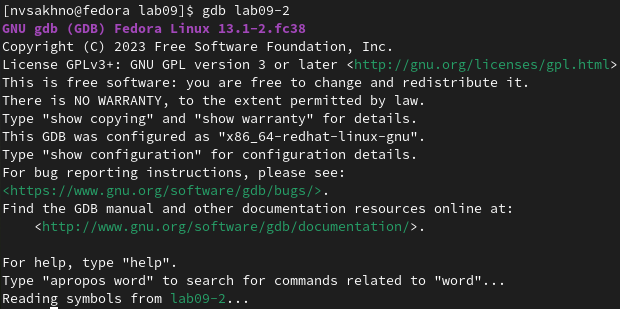 [nvsakhno@fedora lab09]$ gdb lab09-2
GNU gdb (GDB) Fedora Linux 13.1-2.fc38
Copyright (C) 2023 Free Software Foundation, Inc.
License GPLv3+: GNU GPL version 3 or later <http://gnu.org/licenses/gpl.html>
This is free software: you are free to change and redistribute it.
There is NO WARRANTY, to the extent permitted by law.
Type "show copying" and "show warranty" for details.
This GDB was configured as "x86_64-redhat-linux-gnu".
Type "show configuration" for configuration details.
For bug reporting instructions, please see:
<https://www.gnu.org/software/gdb/bugs/>.
Find the GDB manual and other documentation resources online at:
    <http://www.gnu.org/software/gdb/documentation/>.

For help, type "help".
Type "apropos word" to search for commands related to "word"...
Reading symbols from lab09-2...